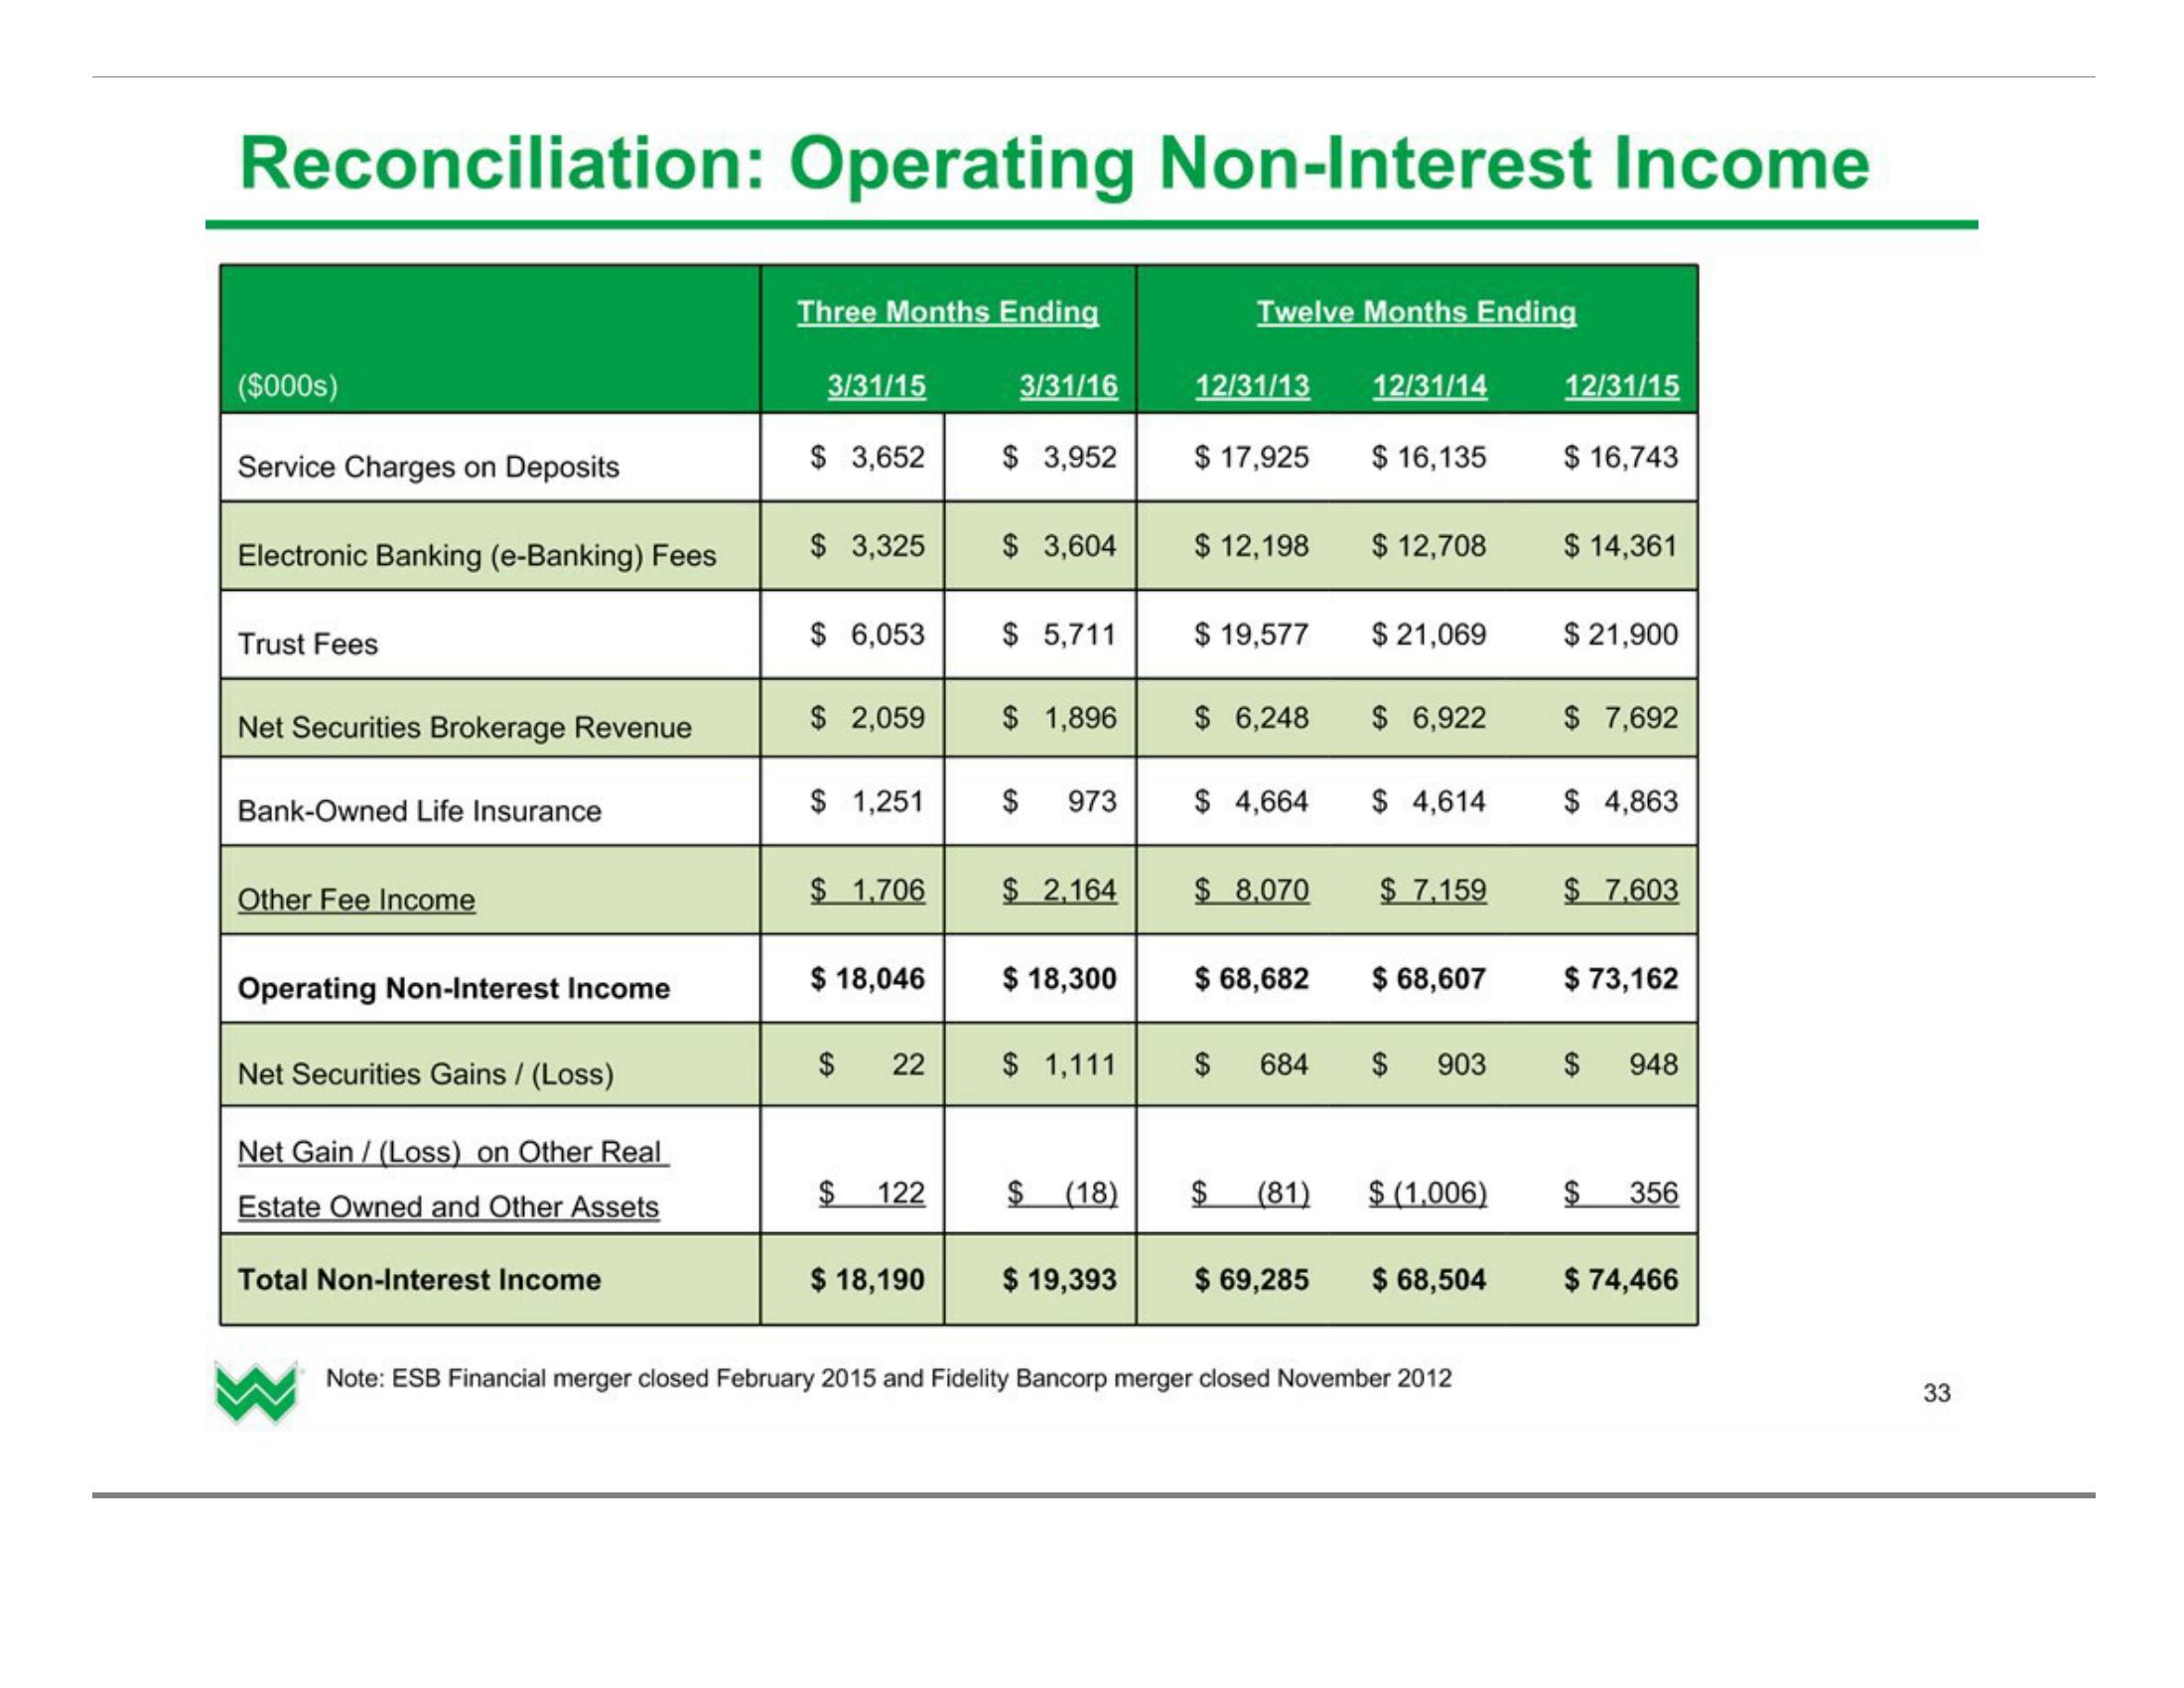 Reconciliation: Operating Non-Interest Income
Three Months Ending Twelve Months Ending
($000s) 3/31/15 3/31/16 12/31/13 12/31/14 12/31/15
Service Charges on Deposits $ 3,652 $ 3,952 $ 17,925 $ 16,135 $ 16,743
Electronic Banking (e-Banking) Fees $ 3,325 $ 3,604 $ 12,198 $ 12,708 $ 14,361
Trust Fees $ 6,053 $ 5,711 $ 19,577 $ 21,069 $ 21,900
Net Securities Brokerage Revenue $ 2,059 $ 1,896 $ 6,248 $ 6,922 $ 7,692
Bank-Owned Life Insurance $ 1,251 $ 973 $ 4,664 $ 4,614 $ 4,863
Other Fee Income $ 1,706 $ 2,164 $ 8,070 $ 7,159 $ 7,603
Operating Non-Interest Income $ 18,046 $ 18,300 $ 68,682 $ 68,607 $ 73,162
Net Securities Gains / (Loss) $ 22 $ 1,111 $ 684 $ 903 $ 948
Net Gain / (Loss) on Other Real
Estate Owned and Other Assets $ 122 $ (18) $ (81) $ (1,006) $ 356
Total Non-Interest Income $ 18,190 $ 19,393 $ 69,285 $ 68,504 $ 74,466
Note: ESB Financial merger closed February 2015 and Fidelity Bancorp merger closed November 2012
33